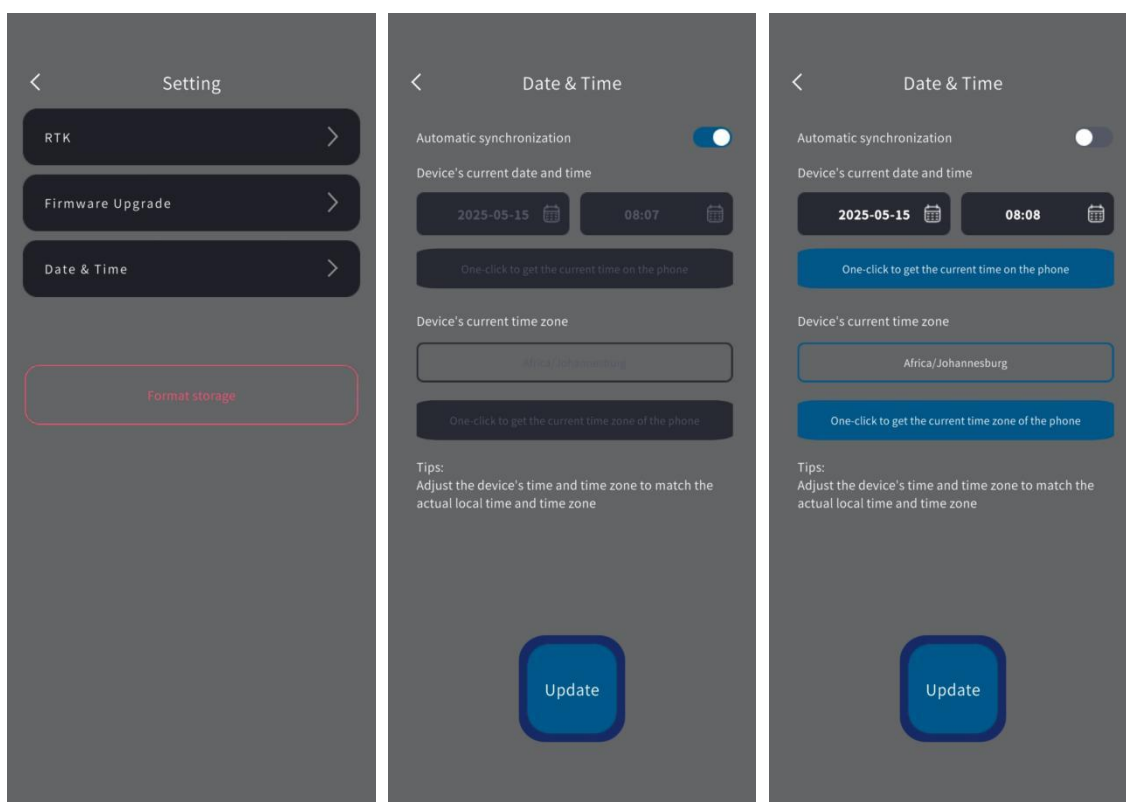 Setting
RTK
Firmware Upgrade
Date & Time
Format storage
Date & Time
Automatic synchronization
Device's current date and time
2025-05-15
08:07
One-click to get the current time on the phone
Device's current time zone
Africa/Johannesburg
One-click to get the current time zone of the phone
Tips:
Adjust the device's time and time zone to match the
actual local time and time zone
Update
Date & Time
Automatic synchronization
Device's current date and time
2025-05-15
08:08
One-click to get the current time on the phone
Device's current time zone
Africa/Johannesburg
One-click to get the current time zone of the phone
Tips:
Adjust the device's time and time zone to match the
actual local time and time zone
Update